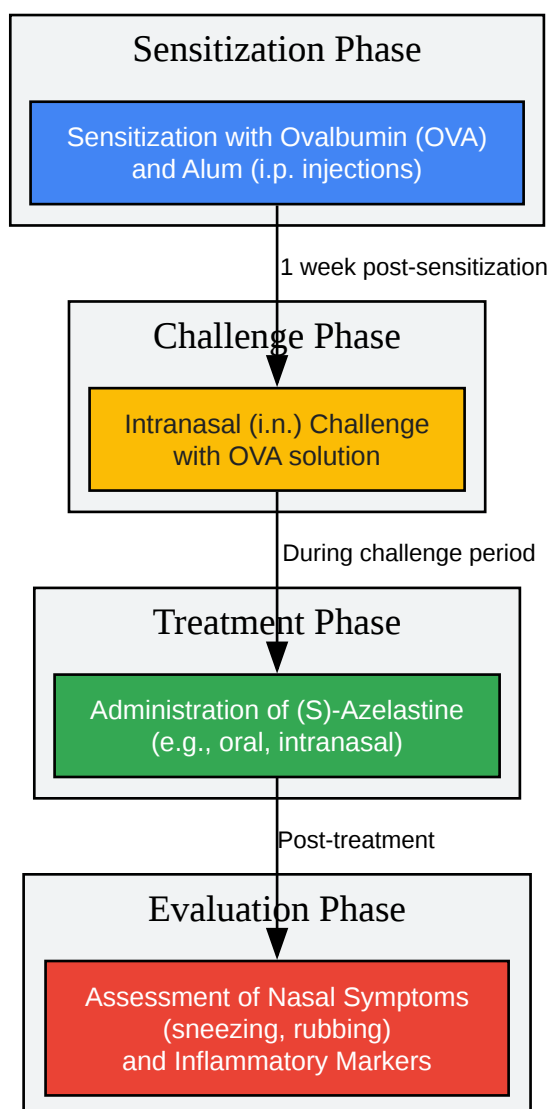 Sensitization Phase
Sensitization with Ovalbumin (OVA)
and Alum (i.p. injections)
1 week post-sensitization
Challenge Phase
Intranasal (i.n.) Challenge
with OVA solution
During challenge period
Treatment Phase
Administration of (S)-Azelastine
(e.g., oral, intranasal)
Post-treatment
Evaluation Phase
Assessment of Nasal Symptoms
(sneezing, rubbing)
and Inflammatory Markers